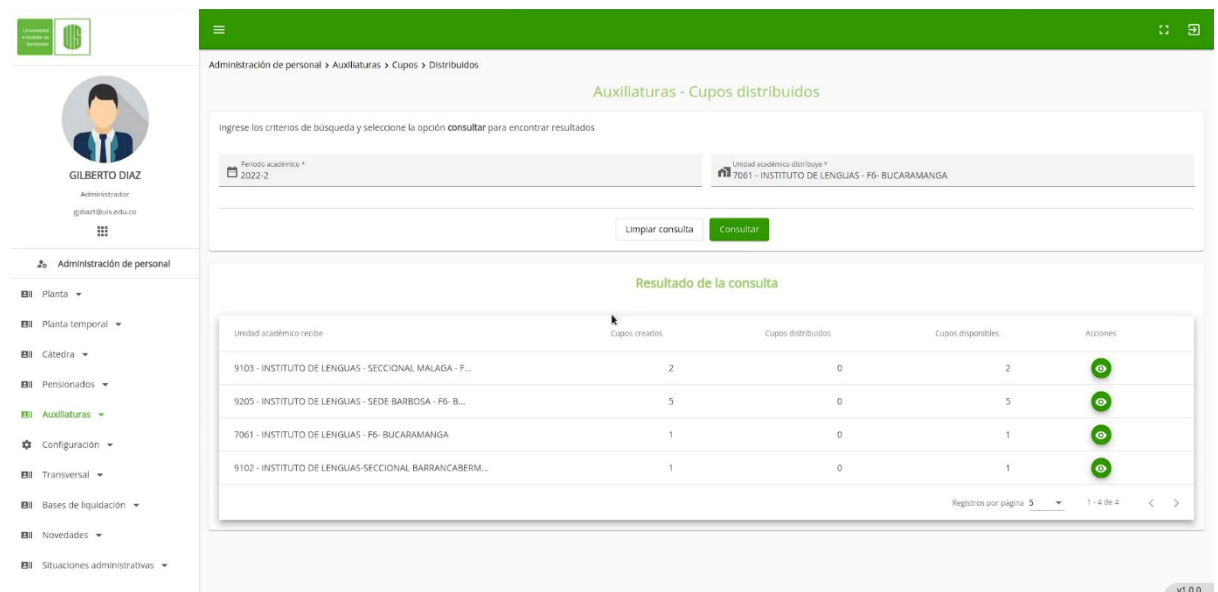 Universidad
Industrial de
Santander
UIS
Administración de personal > Auxiliaturas > Cupos > Distribuidos
Auxiliaturas - Cupos distribuidos
Ingrese los criterios de búsqueda y seleccione la opción consultar para encontrar resultados
Periodo académico *
2022-2
Unidad académico distribuye *
7061 - INSTITUTO DE LENGUAS - F6- BUCARAMANGA
Limpiar consulta Consultar
GILBERTO DIAZ
Administrador
gjdiazt@uis.edu.co
Administración de personal
Planta
Planta temporal
Cátedra
Pensionados
Auxiliaturas
Configuración
Transversal
Bases de liquidación
Novedades
Situaciones administrativas
Resultado de la consulta
Unidad académico recibe Cupos creados Cupos distribuidos Cupos disponibles Acciones
9103 - INSTITUTO DE LENGUAS - SECCIONAL MALAGA - F... 2 0 2
9205 - INSTITUTO DE LENGUAS - SEDE BARBOSA - F6- B... 5 0 5
7061 - INSTITUTO DE LENGUAS - F6- BUCARAMANGA 1 0 1
9102 - INSTITUTO DE LENGUAS-SECCIONAL BARRANCABERM... 1 0 1
Registros por página 5 1 - 4 de 4
v1.0.0